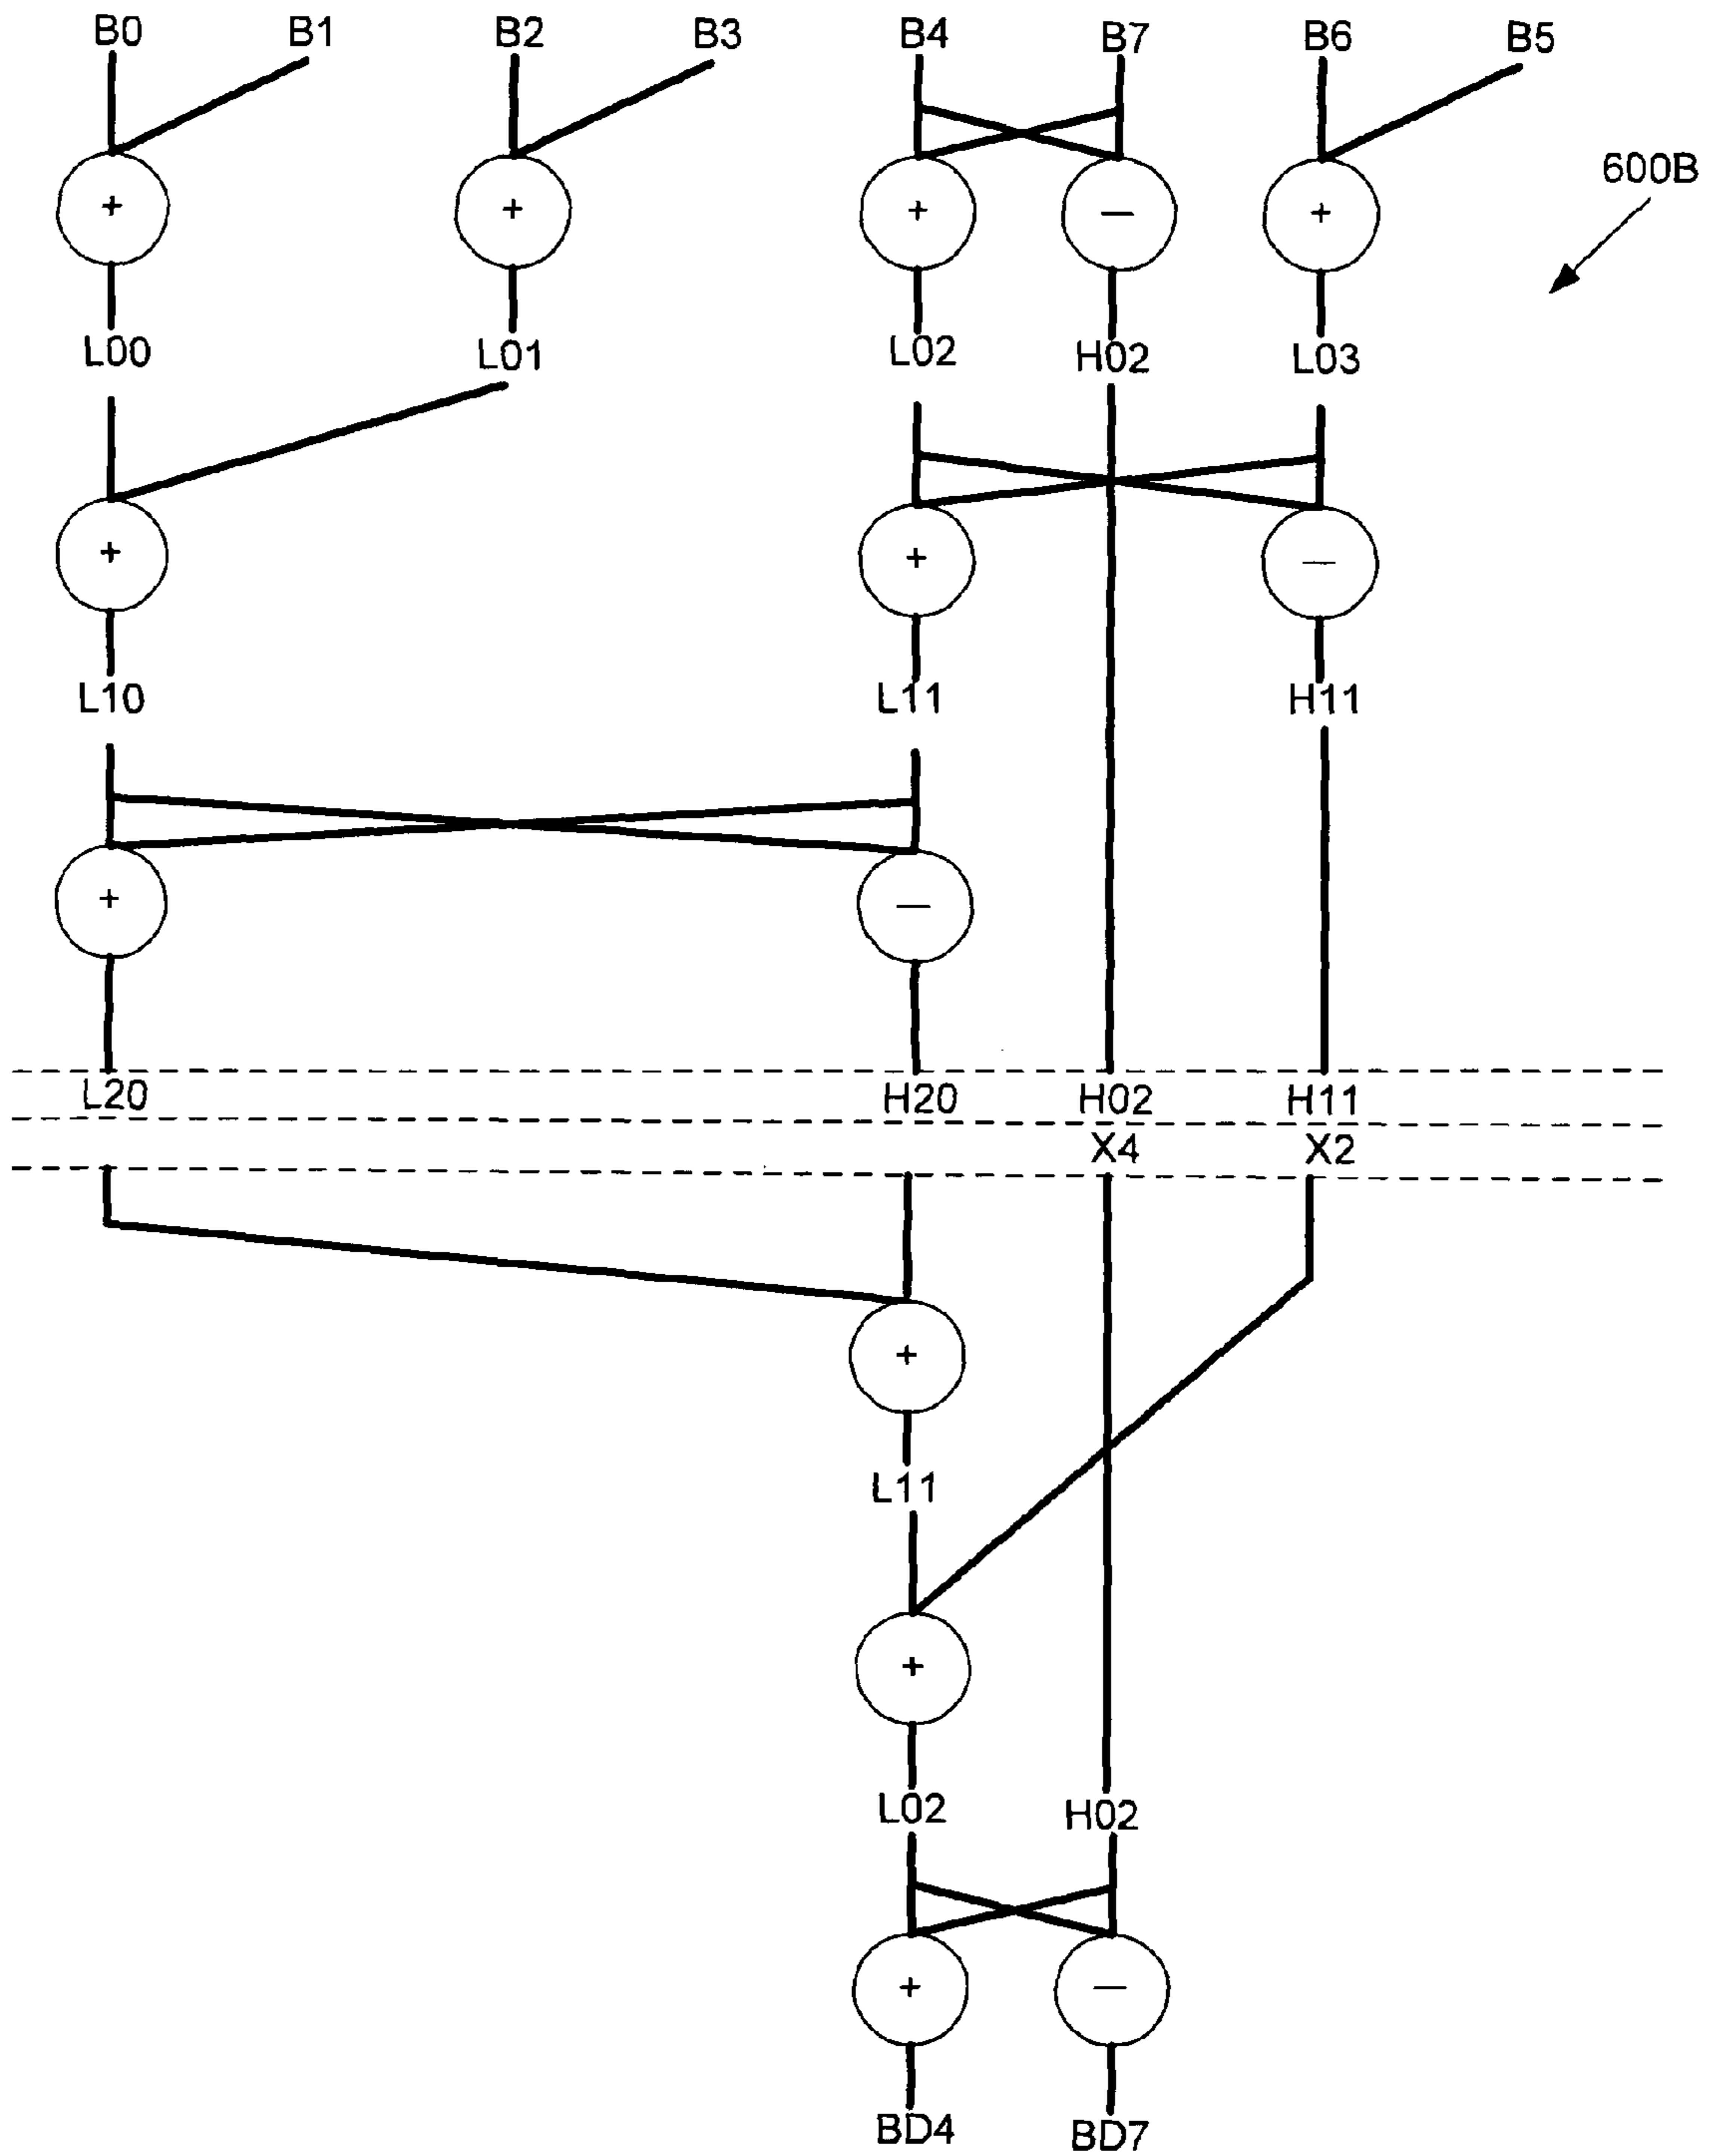 B0 B1 B2 B3 B4 B7 B6 B5
600B
+ + + — +
L00 L01 L02 H02 L03
+ + —
L10 L11 H11
+ —
L20 H20 H02 H11
X4 X2
+
L11
+
L02 H02
+ —
BD4 BD7